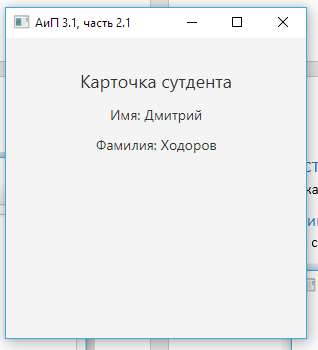 АиП 3.1, часть 2.1
Карточка сутдента
Имя: Дмитрий
Фамилия: Ходоров